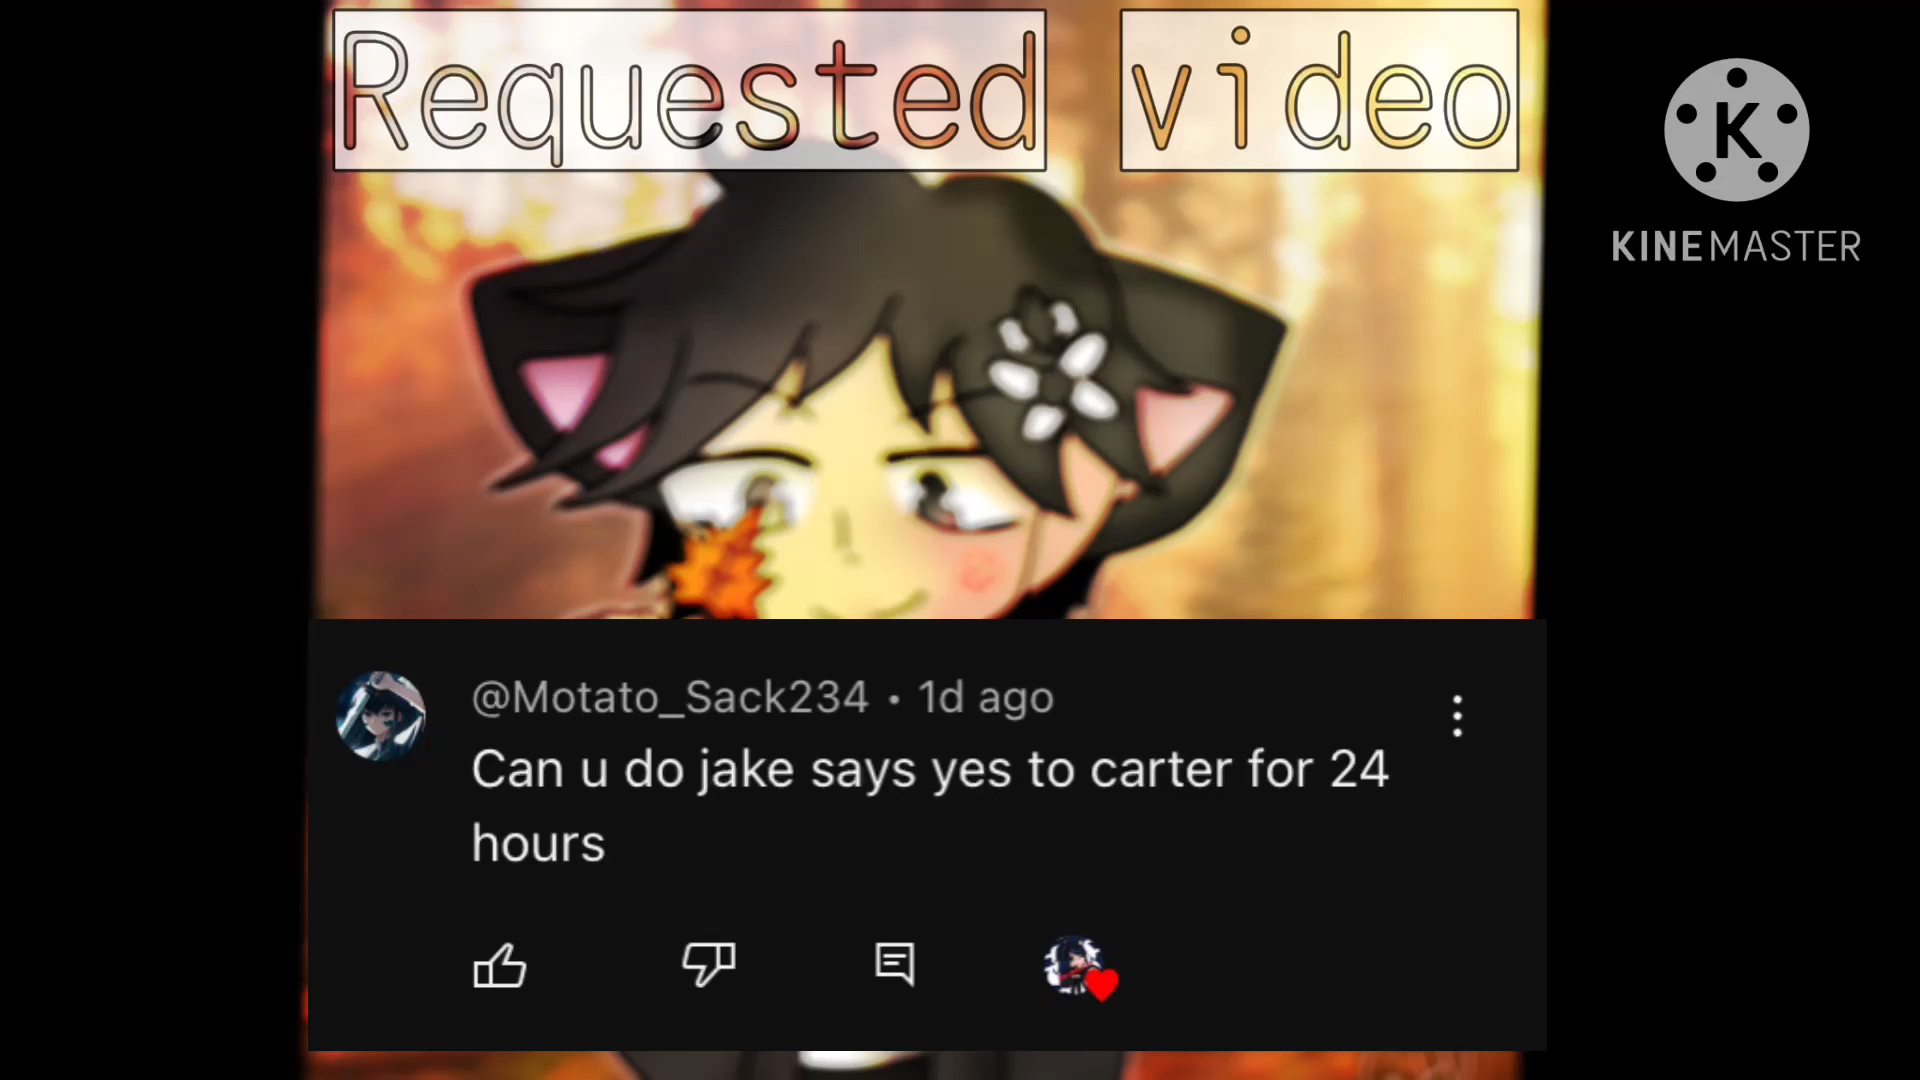 Requested video
K
KINEMASTER
@Motato_Sack234 • 1d ago
Can u do jake says yes to carter for 24
hours